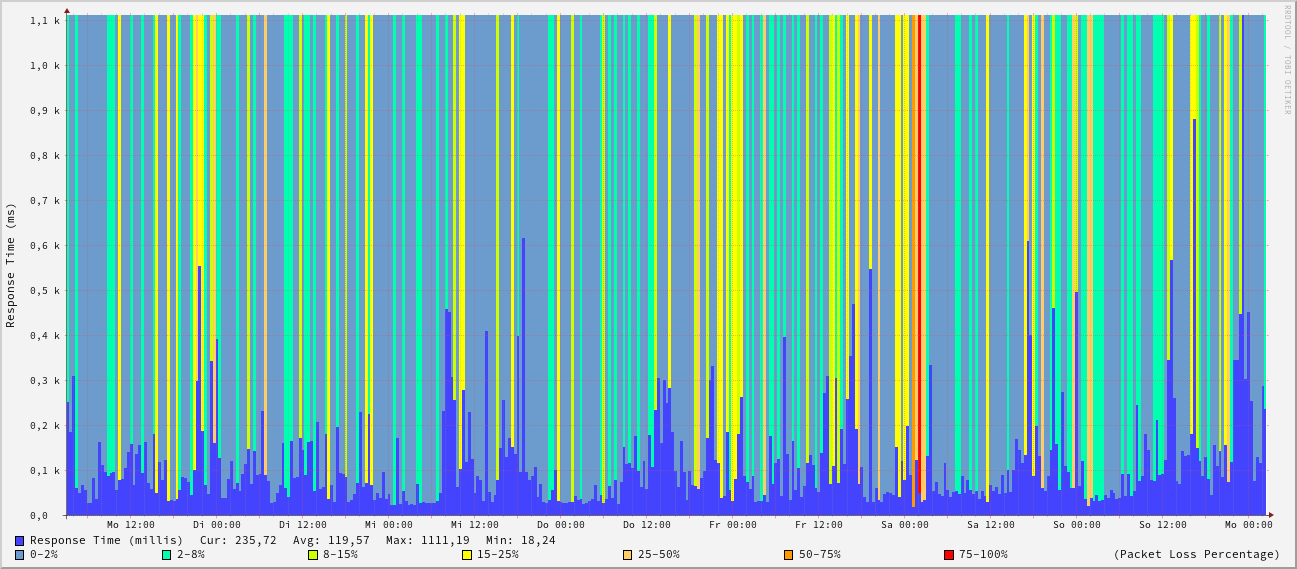 1,1 k
1,0 k
0,9 k
0,8 k
0,7 k
0,6 k
0,5 k
0,4 k
0,3 k
0,2 k
0,1 k
0,0
Response Time (ms)
RRDTOOL / TOBI OETIKER
Mo 12:00 Di 00:00 Di 12:00 Mi 00:00 Mi 12:00 Do 00:00 Do 12:00 Fr 00:00 Fr 12:00 Sa 00:00 Sa 12:00 So 00:00 So 12:00 Mo 00:00
Response Time (millis) Cur: 235,72 Avg: 119,57 Max: 1111,19 Min: 18,24
0-2% 2-8% 8-15% 15-25% 25-50% 50-75% 75-100% (Packet Loss Percentage)